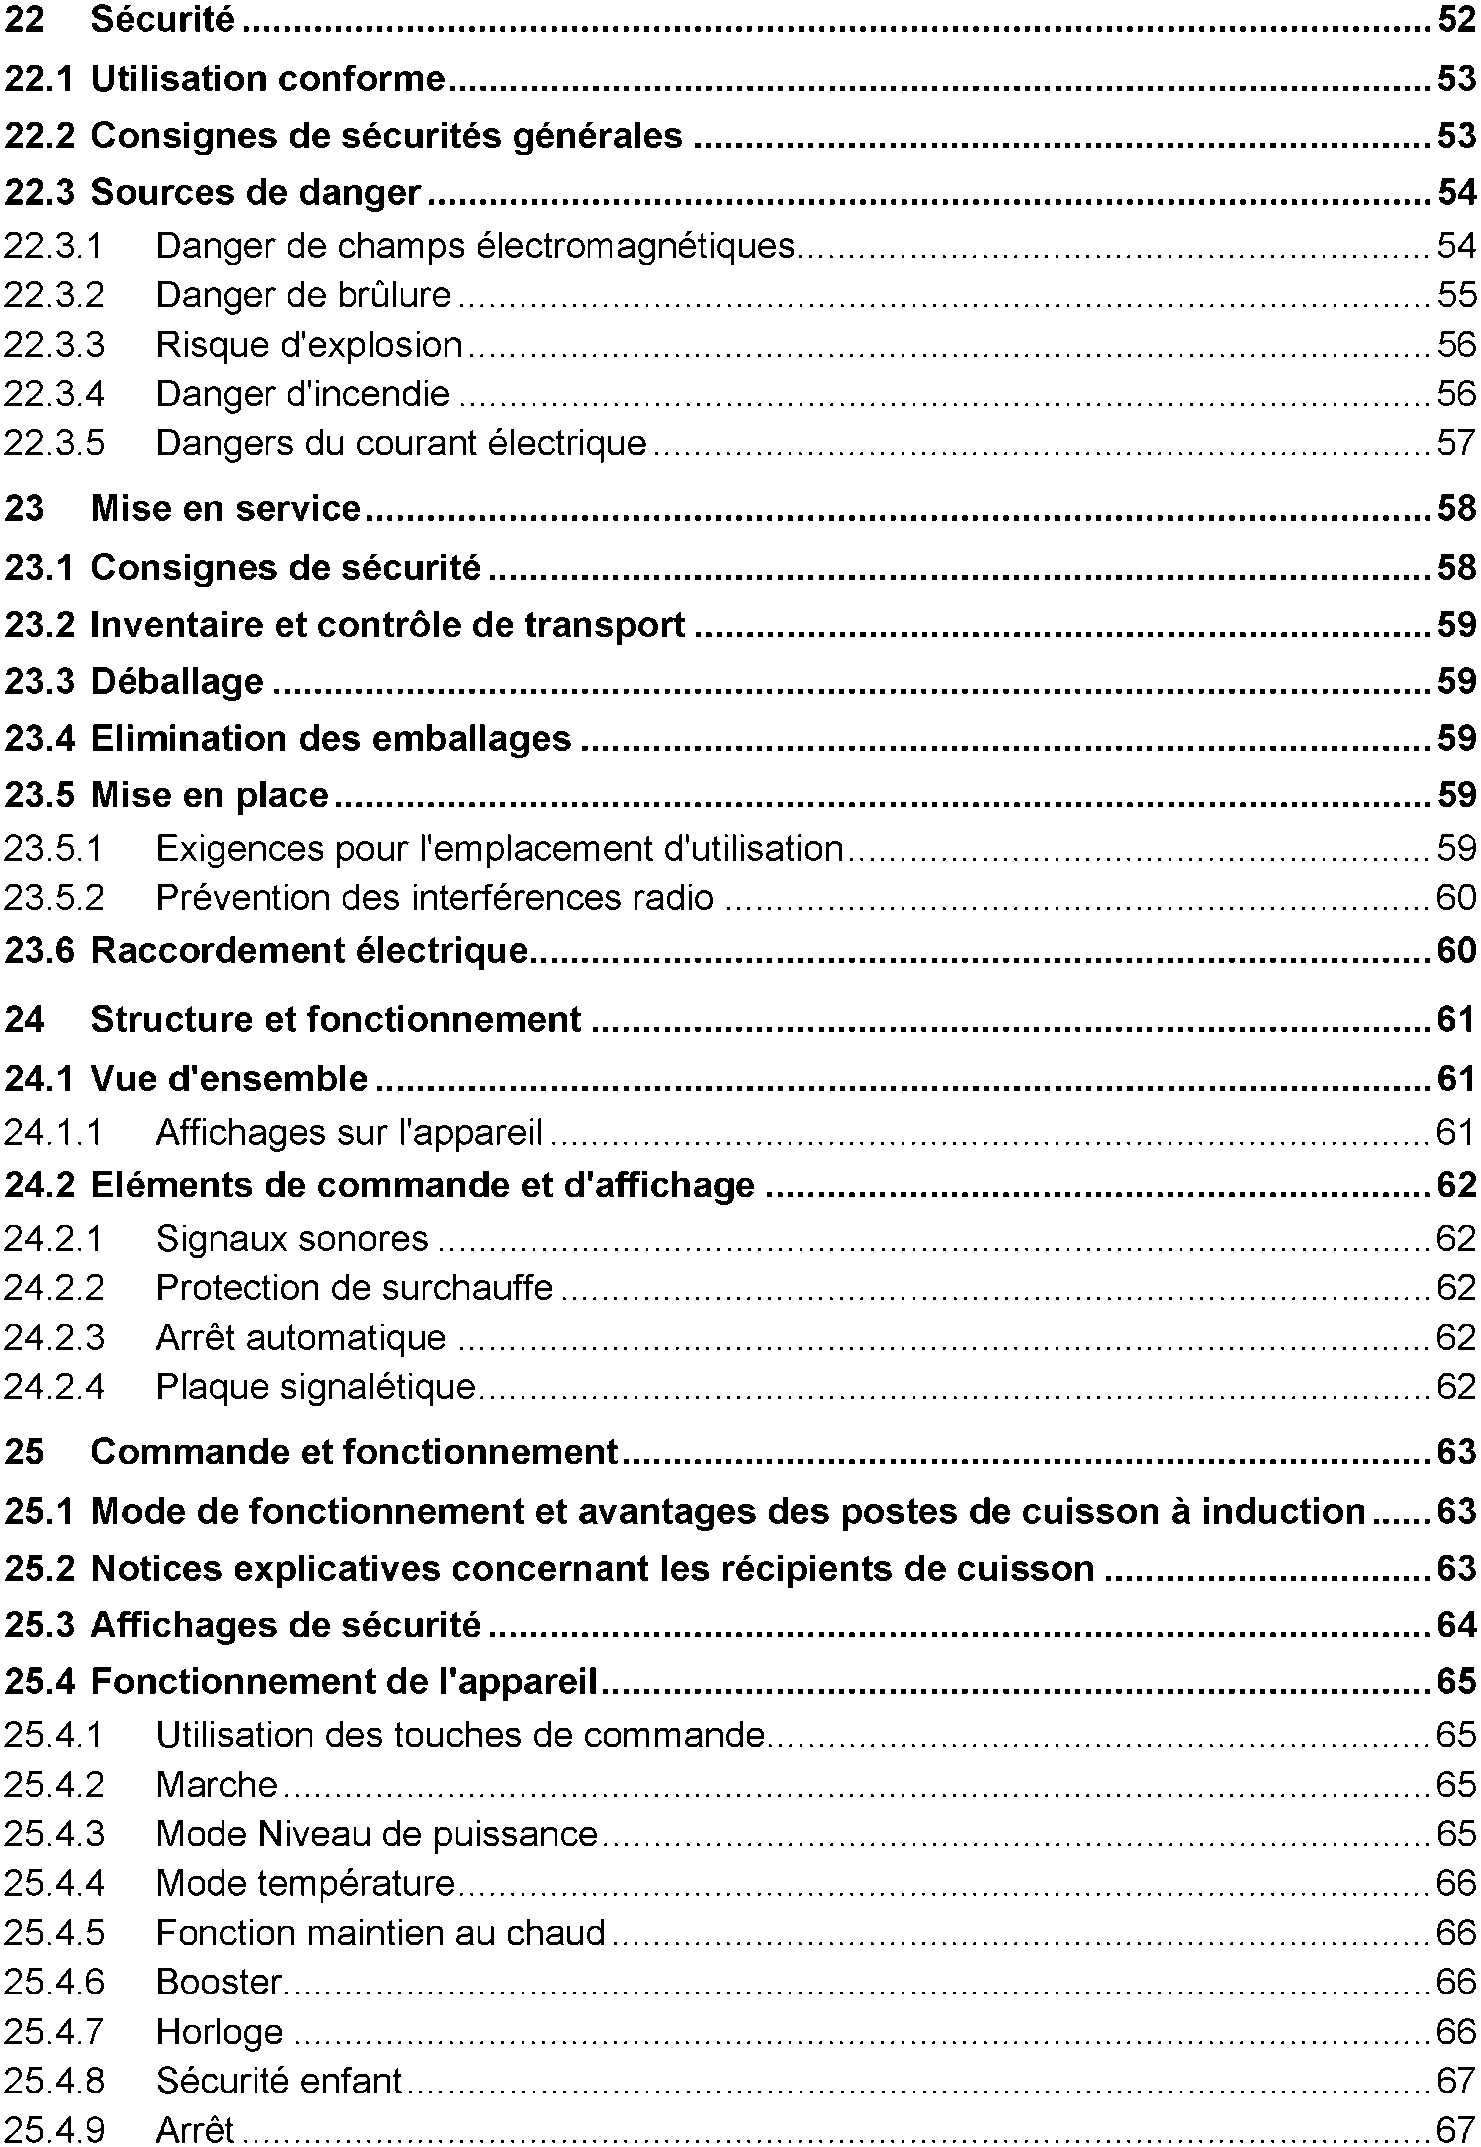 22 Sécurité ........ 52
22.1 Utilisation conforme ........ 53
22.2 Consignes de sécurités générales ........ 53
22.3 Sources de danger ........ 54
22.3.1 Danger de champs électromagnétiques ........ 54
22.3.2 Danger de brûlure ........ 55
22.3.3 Risque d'explosion ........ 56
22.3.4 Danger d'incendie ........ 56
22.3.5 Dangers du courant électrique ........ 57
23 Mise en service ........ 58
23.1 Consignes de sécurité ........ 58
23.2 Inventaire et contrôle de transport ........ 59
23.3 Déballage ........ 59
23.4 Elimination des emballages ........ 59
23.5 Mise en place ........ 59
23.5.1 Exigences pour l'emplacement d'utilisation ........ 59
23.5.2 Prévention des interférences radio ........ 60
23.6 Raccordement électrique ........ 60
24 Structure et fonctionnement ........ 61
24.1 Vue d'ensemble ........ 61
24.1.1 Affichages sur l'appareil ........ 61
24.2 Eléments de commande et d'affichage ........ 62
24.2.1 Signaux sonores ........ 62
24.2.2 Protection de surchauffe ........ 62
24.2.3 Arrêt automatique ........ 62
24.2.4 Plaque signalétique ........ 62
25 Commande et fonctionnement ........ 63
25.1 Mode de fonctionnement et avantages des postes de cuisson à induction ...... 63
25.2 Notices explicatives concernant les récipients de cuisson ........ 63
25.3 Affichages de sécurité ........ 64
25.4 Fonctionnement de l'appareil ........ 65
25.4.1 Utilisation des touches de commande ........ 65
25.4.2 Marche ........ 65
25.4.3 Mode Niveau de puissance ........ 65
25.4.4 Mode température ........ 66
25.4.5 Fonction maintien au chaud ........ 66
25.4.6 Booster ........ 66
25.4.7 Horloge ........ 66
25.4.8 Sécurité enfant ........ 67
25.4.9 Arrêt ........ 67